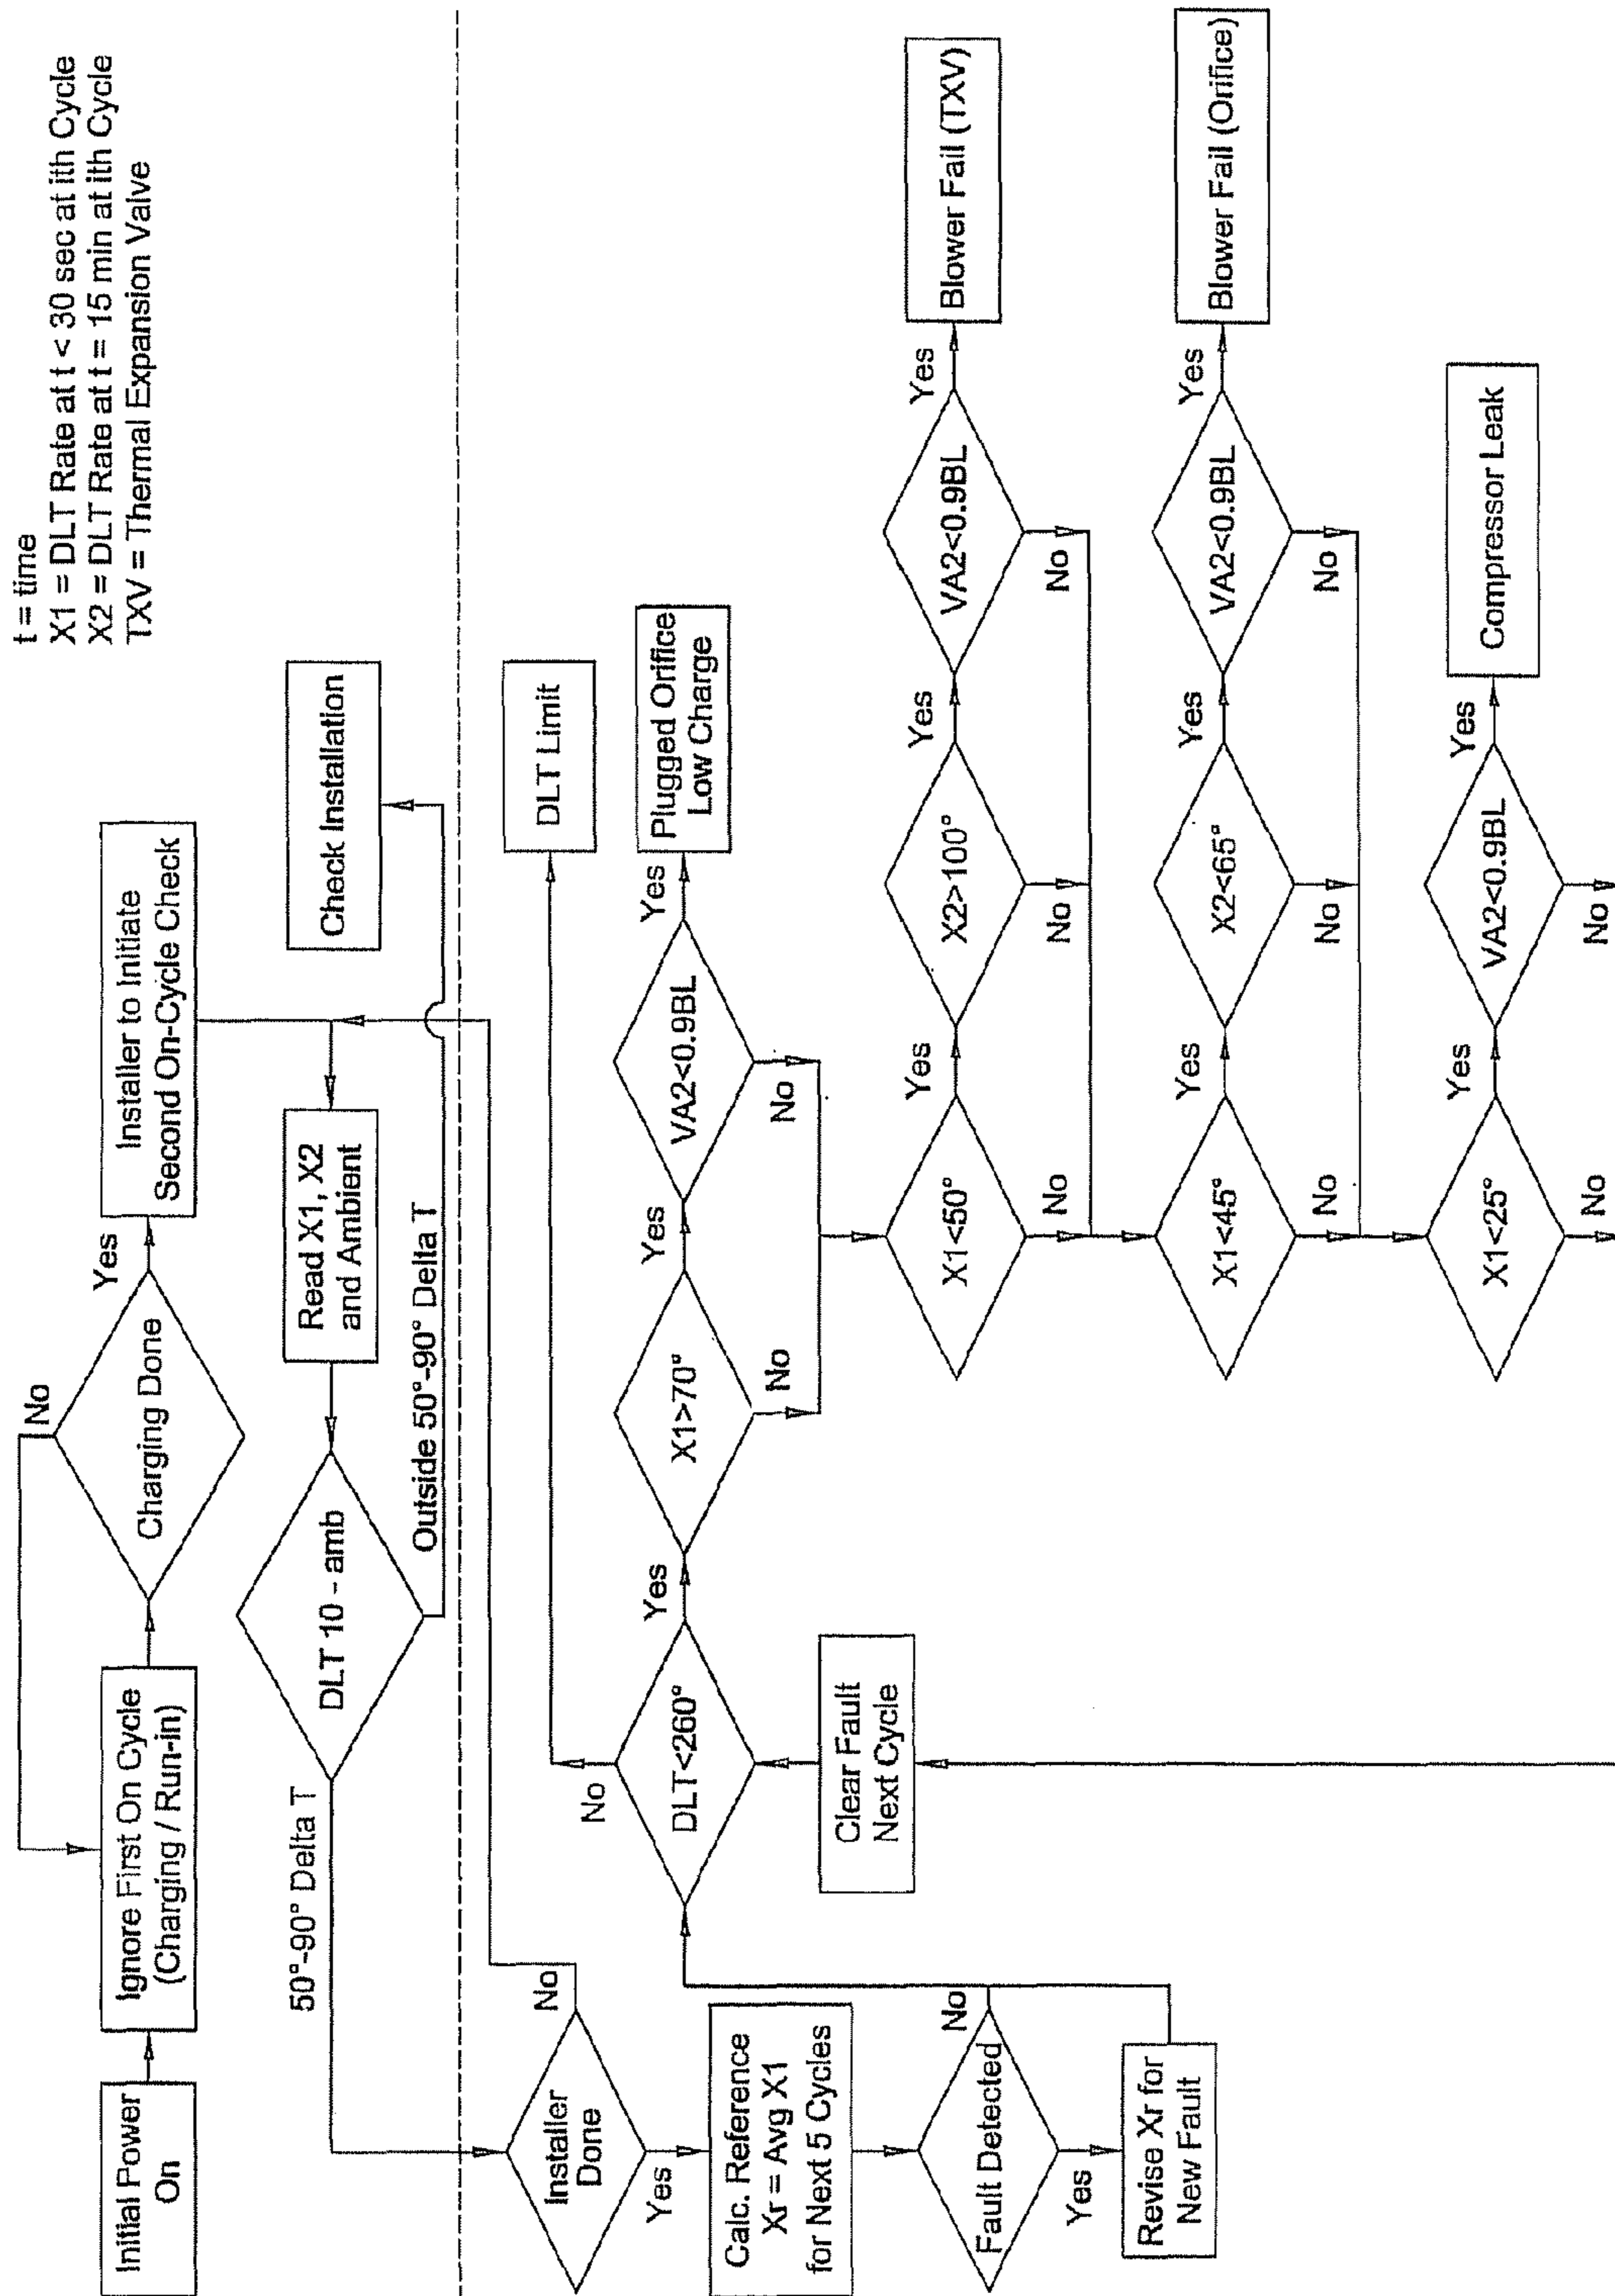 t = time
X1 = DLT Rate at t < 30 sec at ith Cycle
X2 = DLT Rate at t = 15 min at ith Cycle
TXV = Thermal Expansion Valve
Initial Power
On
Ignore First On Cycle
(Charging / Run-in)
Charging Done
No
Yes
Installer to Initiate
Second On-Cycle Check
50°-90° Delta T
DLT 10 - amb
Read X1, X2
and Ambient
Outside 50°-90° Delta T
Check Installation
Installer
Done
No
Yes
Calc. Reference
Xr = Avg X1
for Next 5 Cycles
Fault Detected
No
Yes
Revise Xr for
New Fault
DLT Limit
No
DLT<260°
Yes
X1>70°
Yes
No
VA2<0.9BL
Yes
No
Plugged Orifice
Low Charge
Clear Fault
Next Cycle
X1<50°
Yes
No
X2>100°
Yes
No
VA2<0.9BL
Yes
No
Blower Fail (TXV)
X1<45°
Yes
No
X2<65°
Yes
No
VA2<0.9BL
Yes
No
Blower Fail (Orifice)
X1<25°
Yes
No
VA2<0.9BL
Yes
No
Compressor Leak